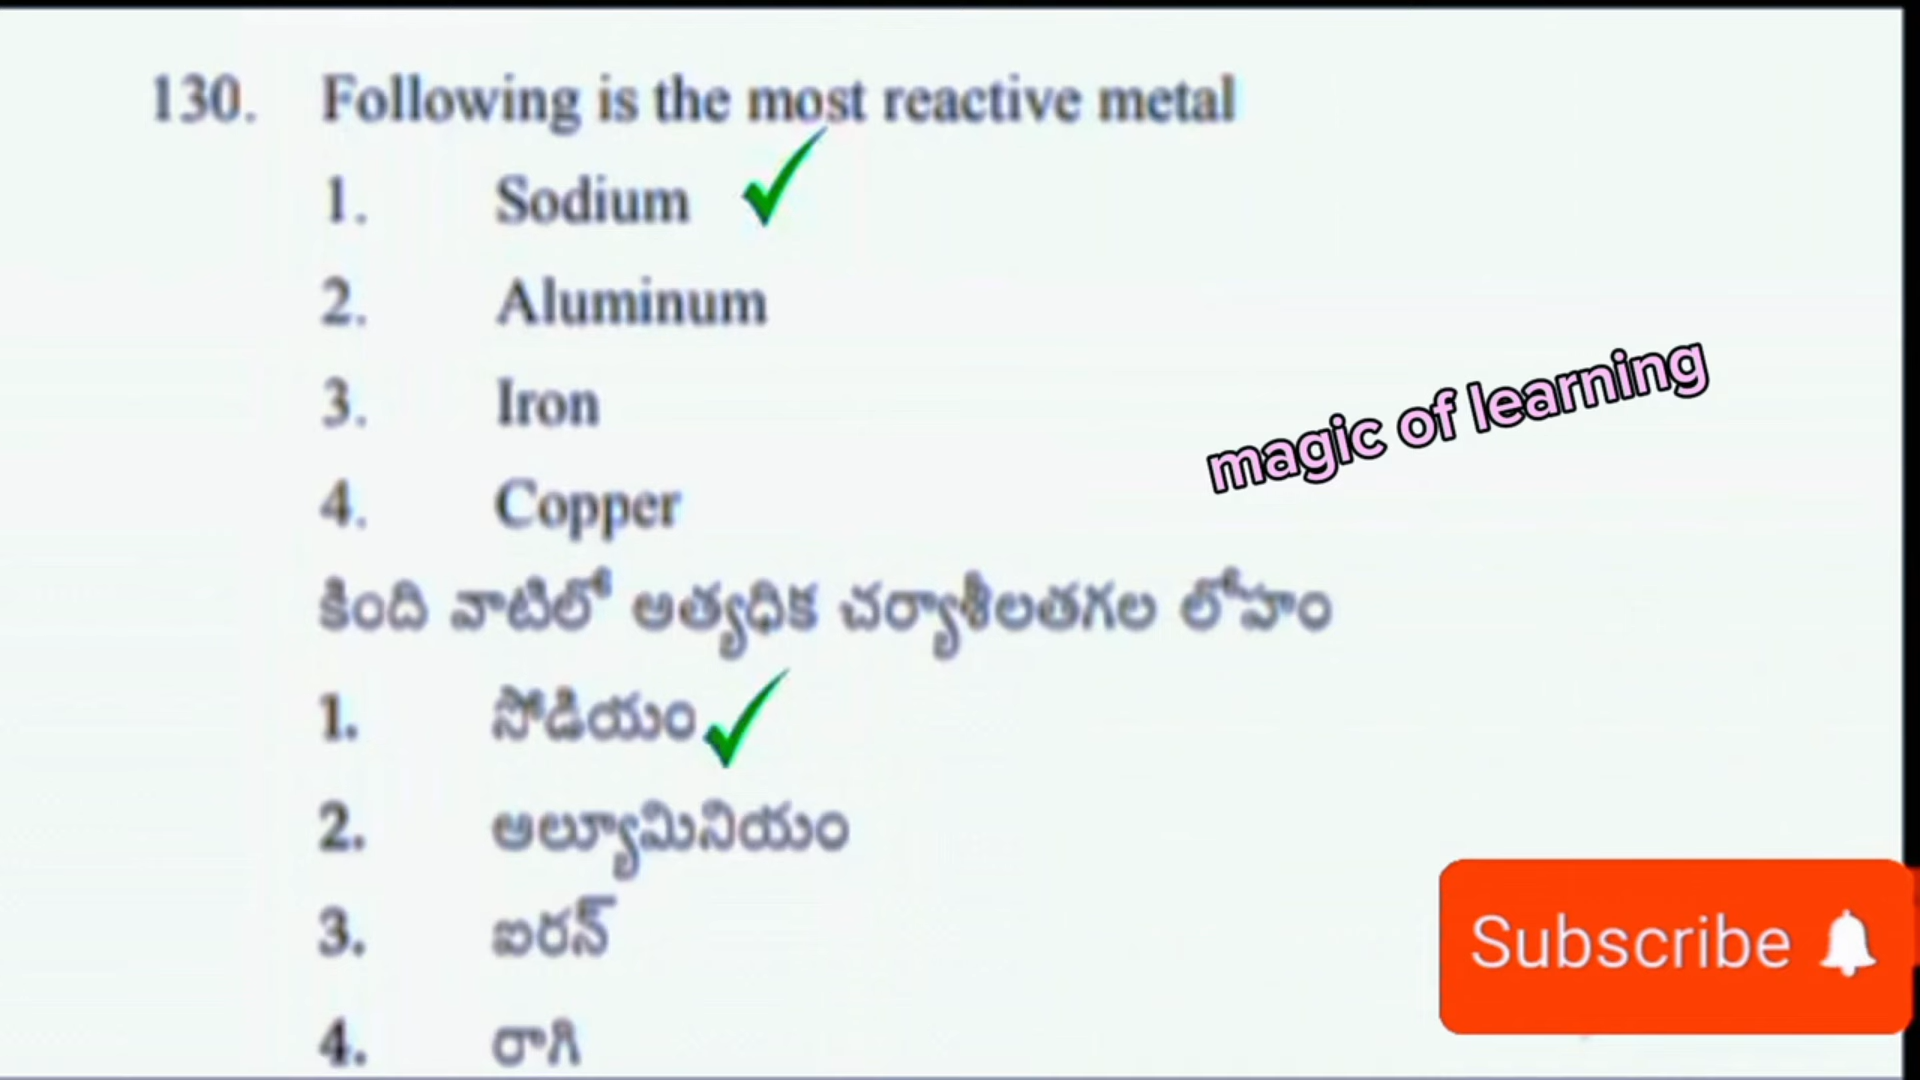 130. Following is the most reactive metal
1. Sodium
2. Aluminum
3. Iron
4. Copper
magic of learning
కింది వాటిలో అత్యధిక చర్యాశీలతగల లోహం
1. సోడియం
2. అల్యూమినియం
3. ఐరన్
4. రాగి
Subscribe